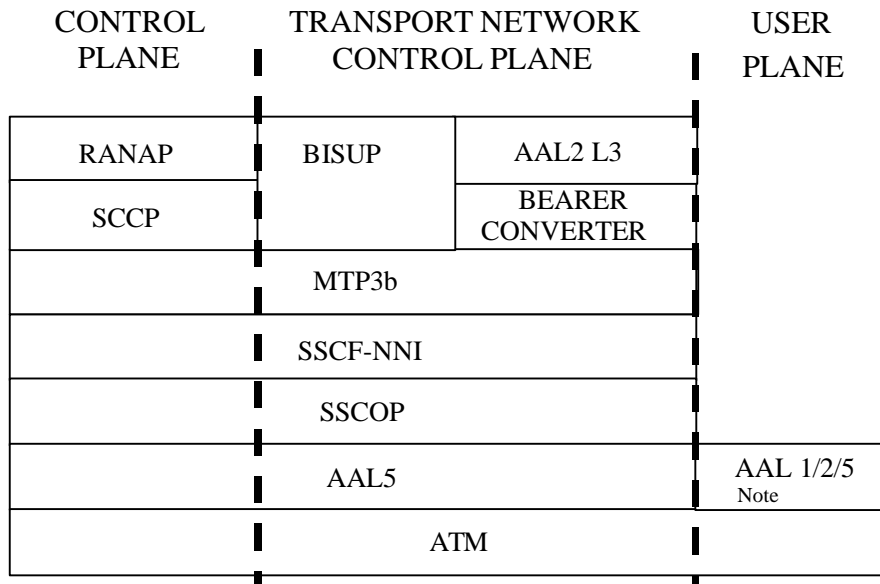 CONTROL
PLANE
TRANSPORT NETWORK
CONTROL PLANE
USER
PLANE
RANAP
BISUP
AAL2 L3
SCCP
BEARER
CONVERTER
MTP3b
SSCF-NNI
SSCOP
AAL5
AAL 1/2/5
Note
ATM